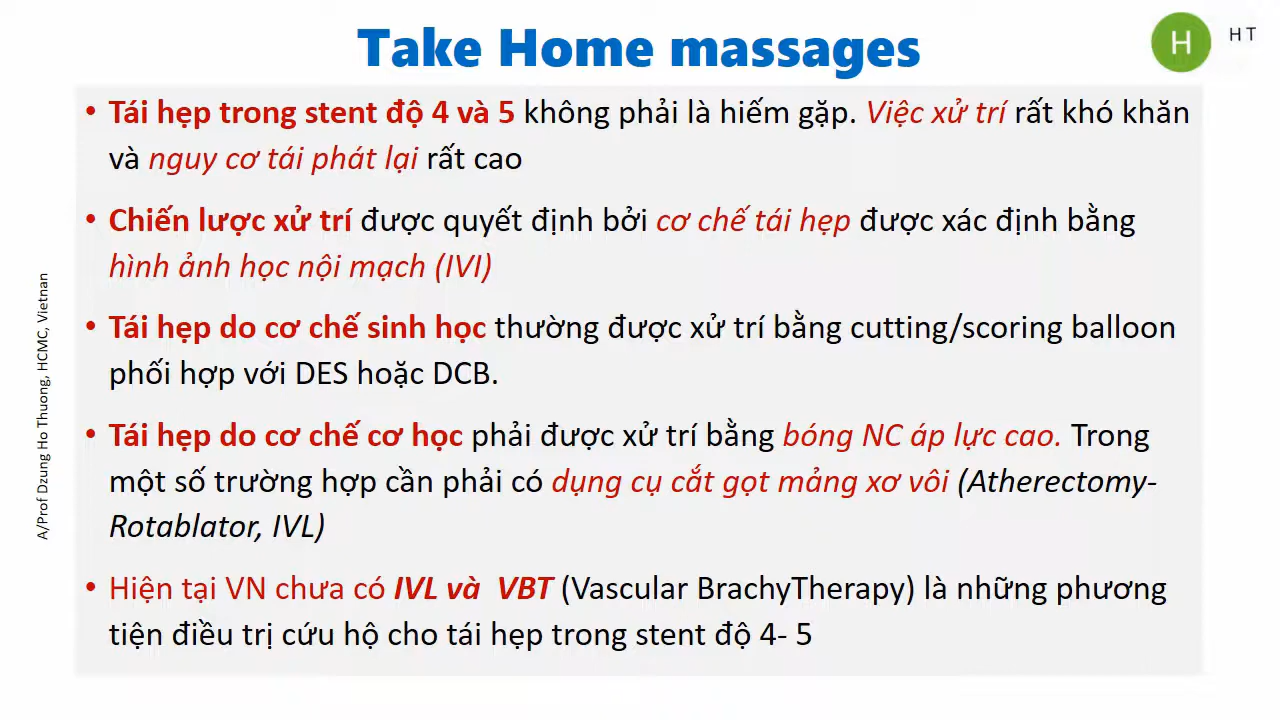 Take Home massages
H
HT
• Tái hẹp trong stent độ 4 và 5 không phải là hiếm gặp. Việc xử trí rất khó khăn
và nguy cơ tái phát lại rất cao
• Chiến lược xử trí được quyết định bởi cơ chế tái hẹp được xác định bằng
hình ảnh học nội mạch (IVI)
• Tái hẹp do cơ chế sinh học thường được xử trí bằng cutting/scoring balloon
phối hợp với DES hoặc DCB.
• Tái hẹp do cơ chế cơ học phải được xử trí bằng bóng NC áp lực cao. Trong
một số trường hợp cần phải có dụng cụ cắt gọt mảng xơ vôi (Atherectomy-
Rotablator, IVL)
• Hiện tại VN chưa có IVL và VBT (Vascular BrachyTherapy) là những phương
tiện điều trị cứu hộ cho tái hẹp trong stent độ 4- 5
A/Prof Dzung Ho Thuong, HCMC, Vietnan